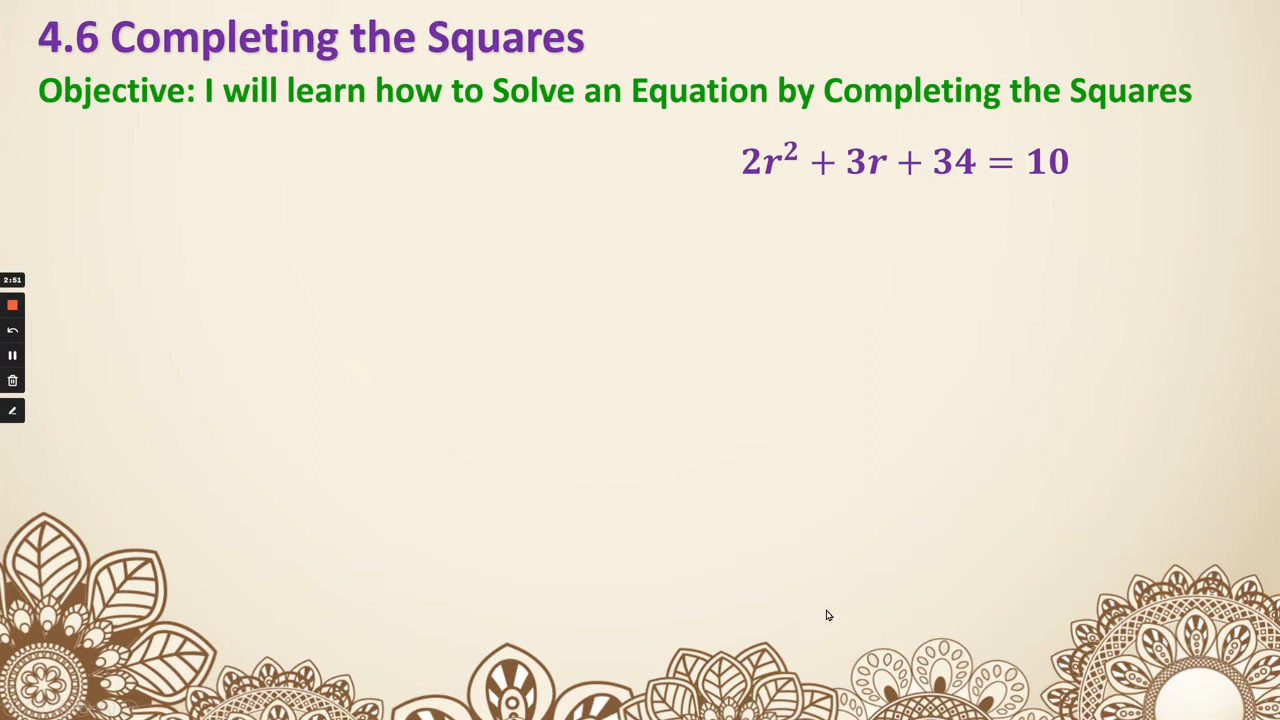 4.6 Completing the Squares
Objective: I will learn how to Solve an Equation by Completing the Squares
2r² + 3r + 34 = 10
2:51